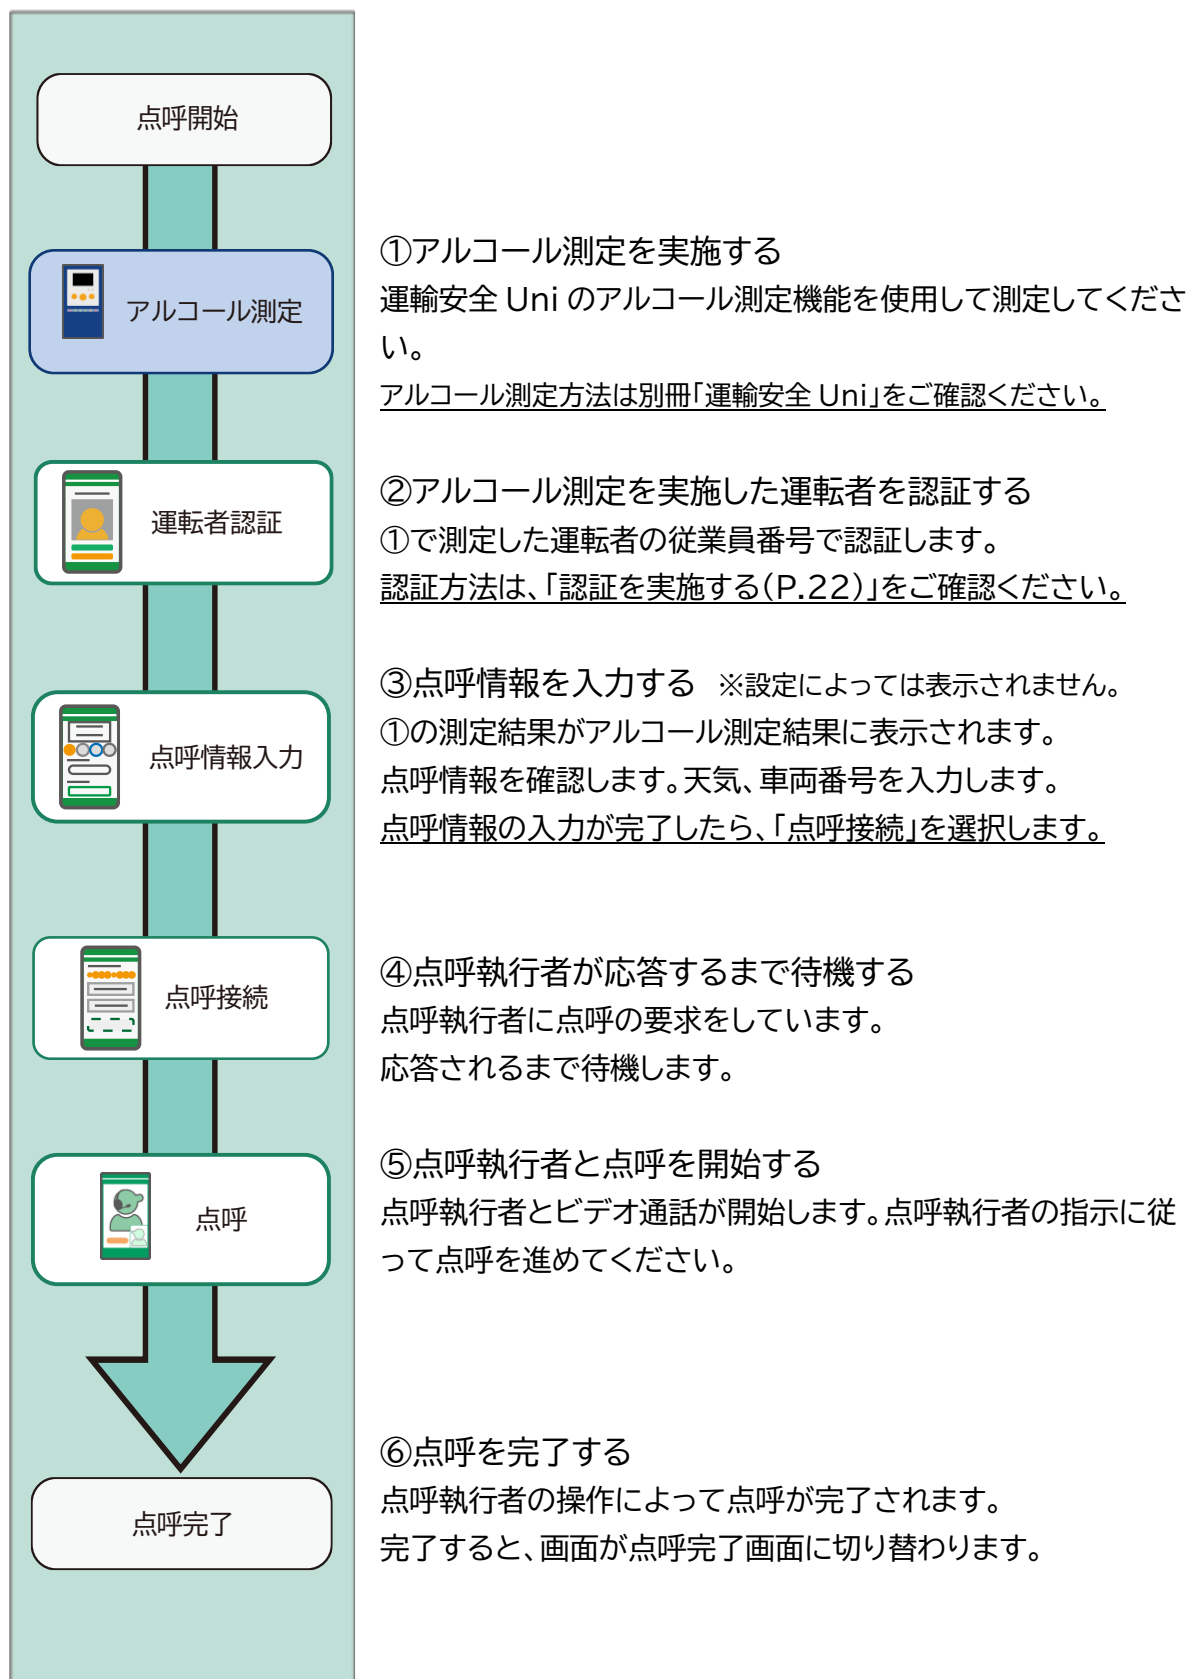 点呼開始
アルコール測定
①アルコール測定を実施する
運輸安全 Uni のアルコール測定機能を使用して測定してくださ
い。
アルコール測定方法は別冊「運輸安全 Uni」をご確認ください。
運転者認証
②アルコール測定を実施した運転者を認証する
①で測定した運転者の従業員番号で認証します。
認証方法は、「認証を実施する(P.22)」をご確認ください。
点呼情報入力
③点呼情報を入力する ※設定によっては表示されません。
①の測定結果がアルコール測定結果に表示されます。
点呼情報を確認します。天気、車両番号を入力します。
点呼情報の入力が完了したら、「点呼接続」を選択します。
点呼接続
④点呼執行者が応答するまで待機する
点呼執行者に点呼の要求をしています。
応答されるまで待機します。
点呼
⑤点呼執行者と点呼を開始する
点呼執行者とビデオ通話が開始します。点呼執行者の指示に従
って点呼を進めてください。
点呼完了
⑥点呼を完了する
点呼執行者の操作によって点呼が完了されます。
完了すると、画面が点呼完了画面に切り替わります。